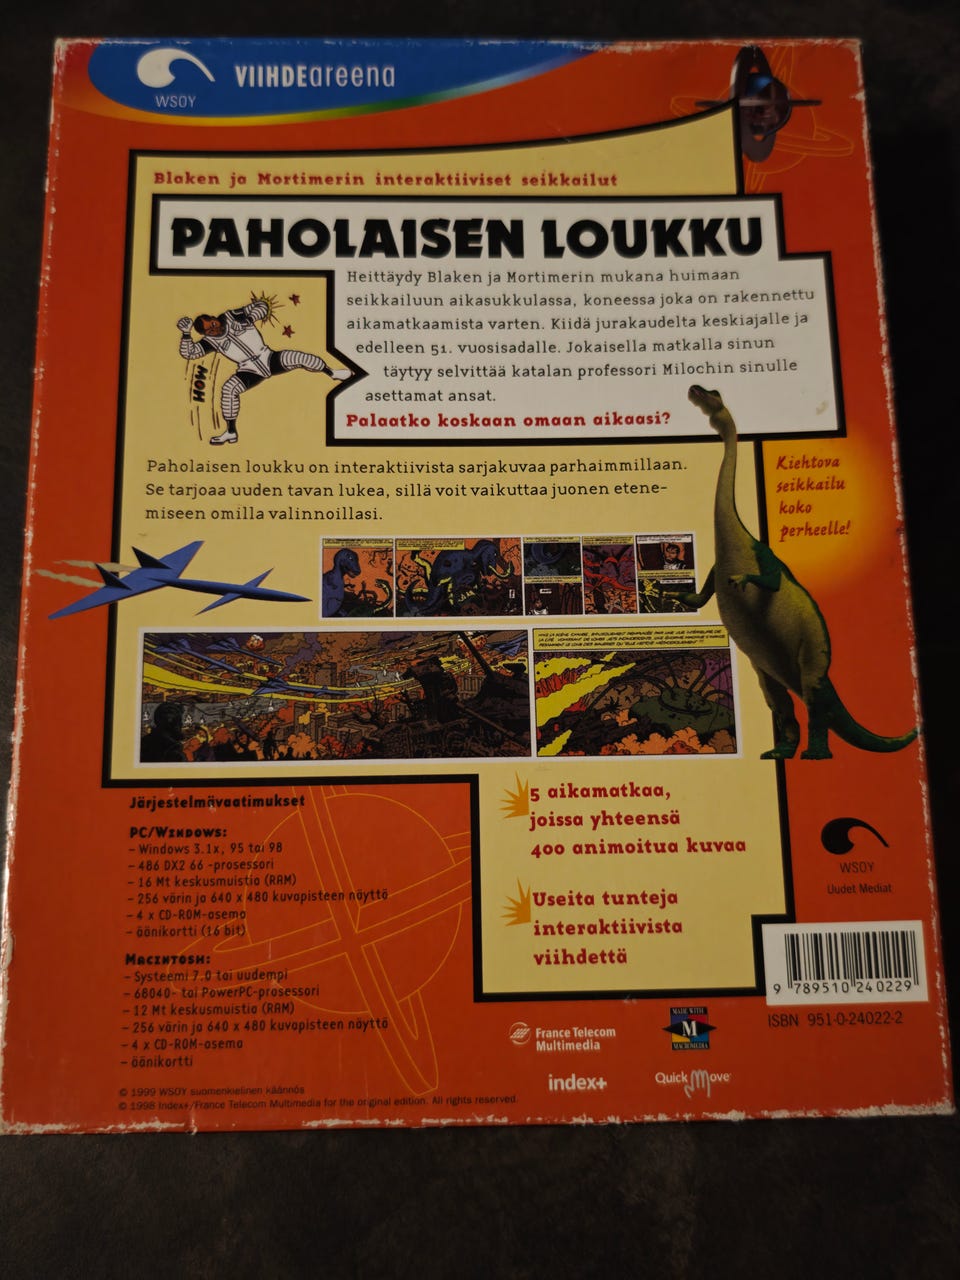 WSOY
VIIHDEareena
Blaken ja Mortimerin interaktiiviset seikkailut
PAHOLAISEN LOUKKU
Heittäydy Blaken ja Mortimerin mukana huimaan
seikkailuun aikasukkulassa, koneessa joka on rakennettu
aikamatkaamista varten. Kiidä jurakaudelta keskiajalle ja
edelleen 51. vuosisadalle. Jokaisella matkalla sinun
täytyy selvittää katalan professori Milochin sinulle
asettamat ansat.
Palaatko koskaan omaan aikaasi?
MOH
Paholaisen loukku on interaktiivista sarjakuvaa parhaimmillaan.
Se tarjoaa uuden tavan lukea, sillä voit vaikuttaa juonen etene-
miseen omilla valinnoillasi.
Kiehtova
seikkailu
koko
perheelle!
5 aikamatkaa,
joissa yhteensä
400 animoitua kuvaa
Useita tunteja
interaktiivista
viihdettä
Järjestelmävaatimukset
PC/WINDOWS:
- Windows 3.1x, 95 tai 98
- 486 DX2 66 -prosessori
- 16 Mt keskusmuistia (RAM)
- 256 värin ja 640 x 480 kuvapisteen näyttö
- 4 x CD-ROM-asema
- äänikortti (16 bit)
MACINTOSH:
- Systeemi 7.0 tai uudempi
- 68040- tai PowerPC-prosessori
- 12 Mt keskusmuistia (RAM)
- 256 värin ja 640 x 480 kuvapisteen näyttö
- 4 x CD-ROM-asema
- äänikortti
© 1999 WSOY suomenkielinen käännös
© 1998 Index+/France Telecom Multimedia for the original edition. All rights reserved.
France Telecom
Multimedia
index+
MADE WITH
M
MACROMEDIA
QuickMove
WSOY
Uudet Mediat
9 789510 240229
ISBN 951-0-24022-2